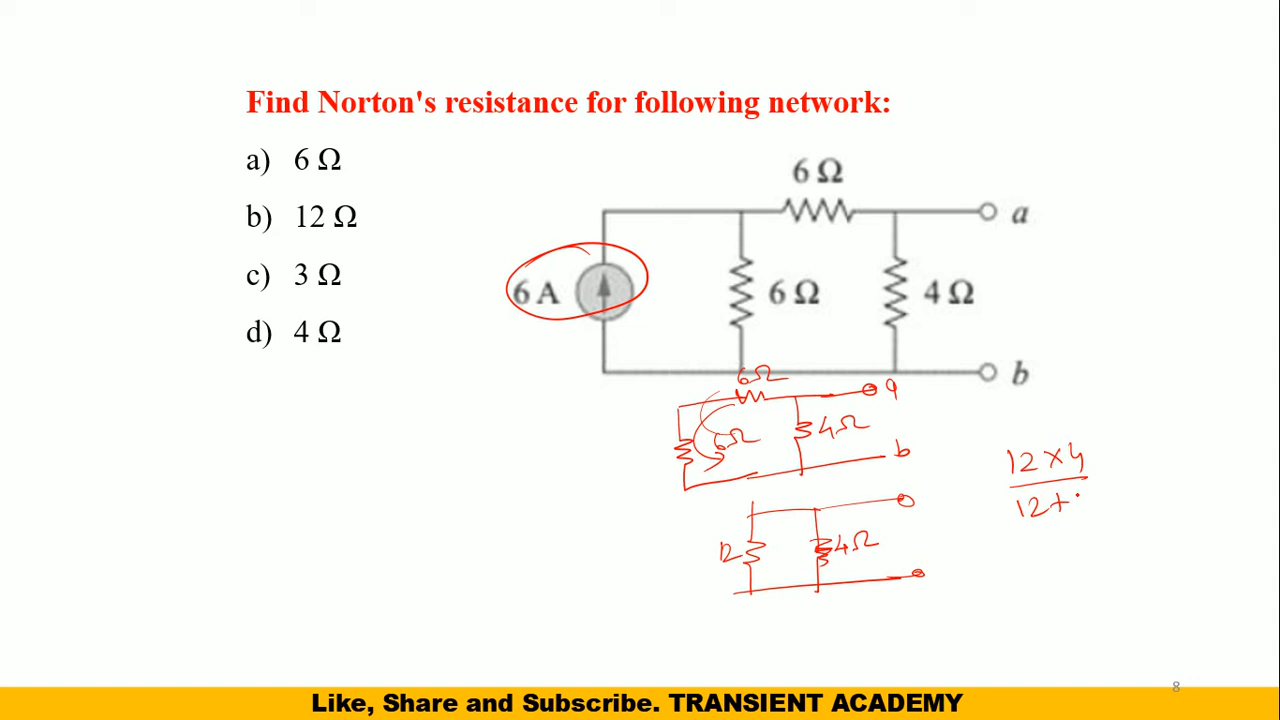 Find Norton's resistance for following network:
a) 6 Ω
b) 12 Ω
c) 3 Ω
d) 4 Ω
6 Ω
a
6 A
6 Ω
4 Ω
b
6Ω
a
6Ω
4Ω
b
12×4
12+
12
4Ω
8
Like, Share and Subscribe. TRANSIENT ACADEMY